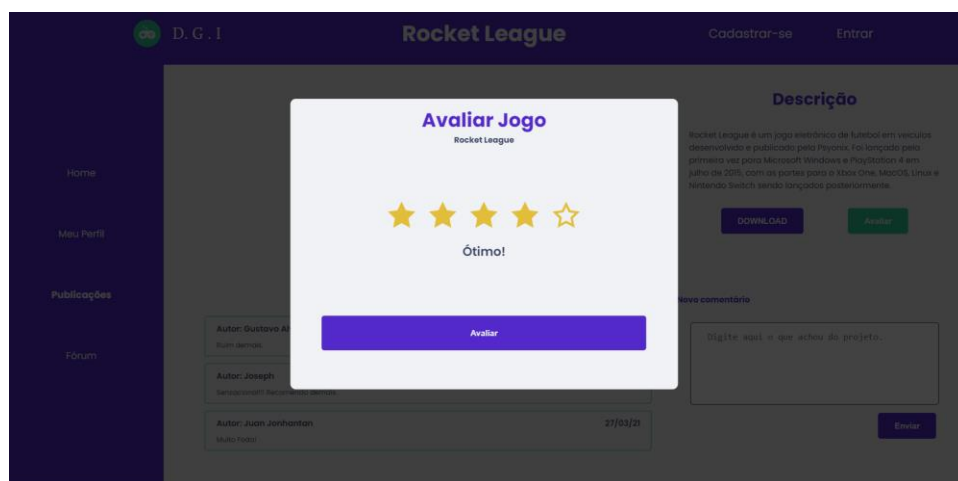 D. G . I
Rocket League
Cadastrar-se
Entrar
Home
Meu Perfil
Publicações
Fórum
Avaliar Jogo
Rocket League
Ótimo!
Avaliar
Descrição
Rocket League é um jogo eletrônico de futebol em veículos
desenvolvido e publicado pela Psyonix. Foi lançado pela
primeira vez para Microsoft Windows e PlayStation 4 em
julho de 2015, com as portes para o Xbox One, MacOS, Linux e
Nintendo Switch sendo lançados posteriormente.
DOWNLOAD
Avaliar
Novo comentário
Digite aqui o que achou do projeto.
Enviar
Autor: Gustavo
Ruim demais.
Autor: Joseph
Autor: Juan Jonhantan
27/03/21